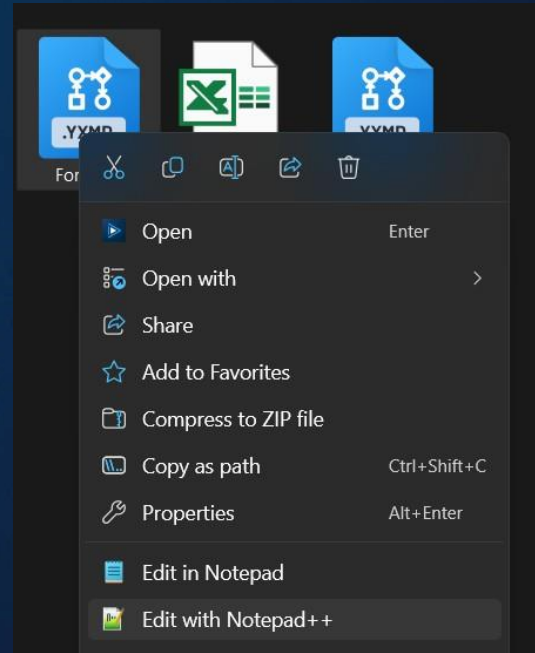 .YXMD
For
Open Enter
Open with
Share
Add to Favorites
Compress to ZIP file
Copy as path Ctrl+Shift+C
Properties Alt+Enter
Edit in Notepad
Edit with Notepad++